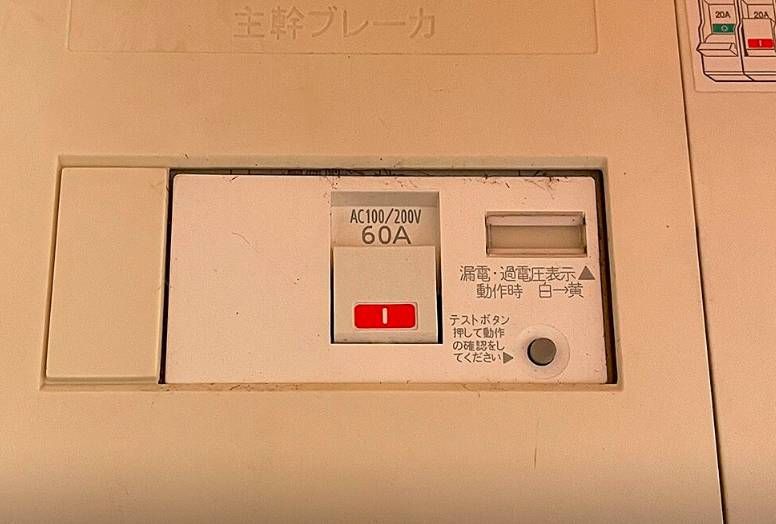 主幹ブレーカ
20A 20A
AC100/200V
60A
漏電・過電圧表示▲
動作時 白→黄
テストボタン
押して動作
の確認をし
てください▶